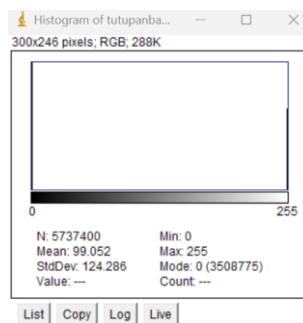 Histogram of tutupanba...
300x246 pixels; RGB; 288K
0 255
N: 5737400 Min: 0
Mean: 99.052 Max: 255
StdDev: 124.286 Mode: 0 (3508775)
Value: --- Count: ---
List Copy Log Live